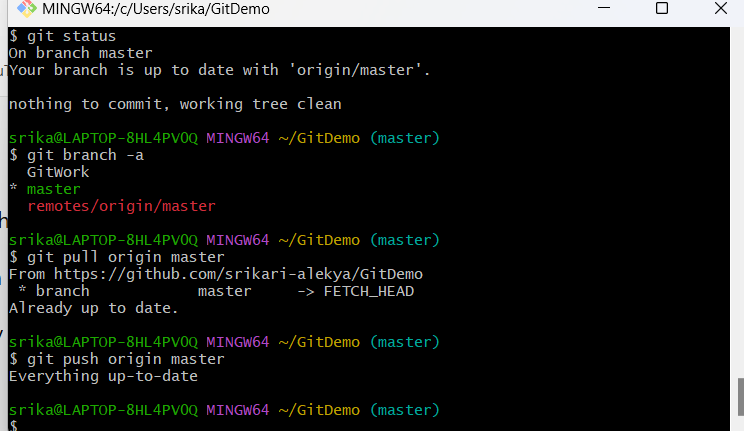 MINGW64:/c/Users/srika/GitDemo
$ git status
On branch master
Your branch is up to date with 'origin/master'.
nothing to commit, working tree clean
srika@LAPTOP-8HL4PV0Q MINGW64 ~/GitDemo (master)
$ git branch -a
  GitWork
* master
  remotes/origin/master
srika@LAPTOP-8HL4PV0Q MINGW64 ~/GitDemo (master)
$ git pull origin master
From https://github.com/srikari-alekya/GitDemo
 * branch            master     -> FETCH_HEAD
Already up to date.
srika@LAPTOP-8HL4PV0Q MINGW64 ~/GitDemo (master)
$ git push origin master
Everything up-to-date
srika@LAPTOP-8HL4PV0Q MINGW64 ~/GitDemo (master)
$